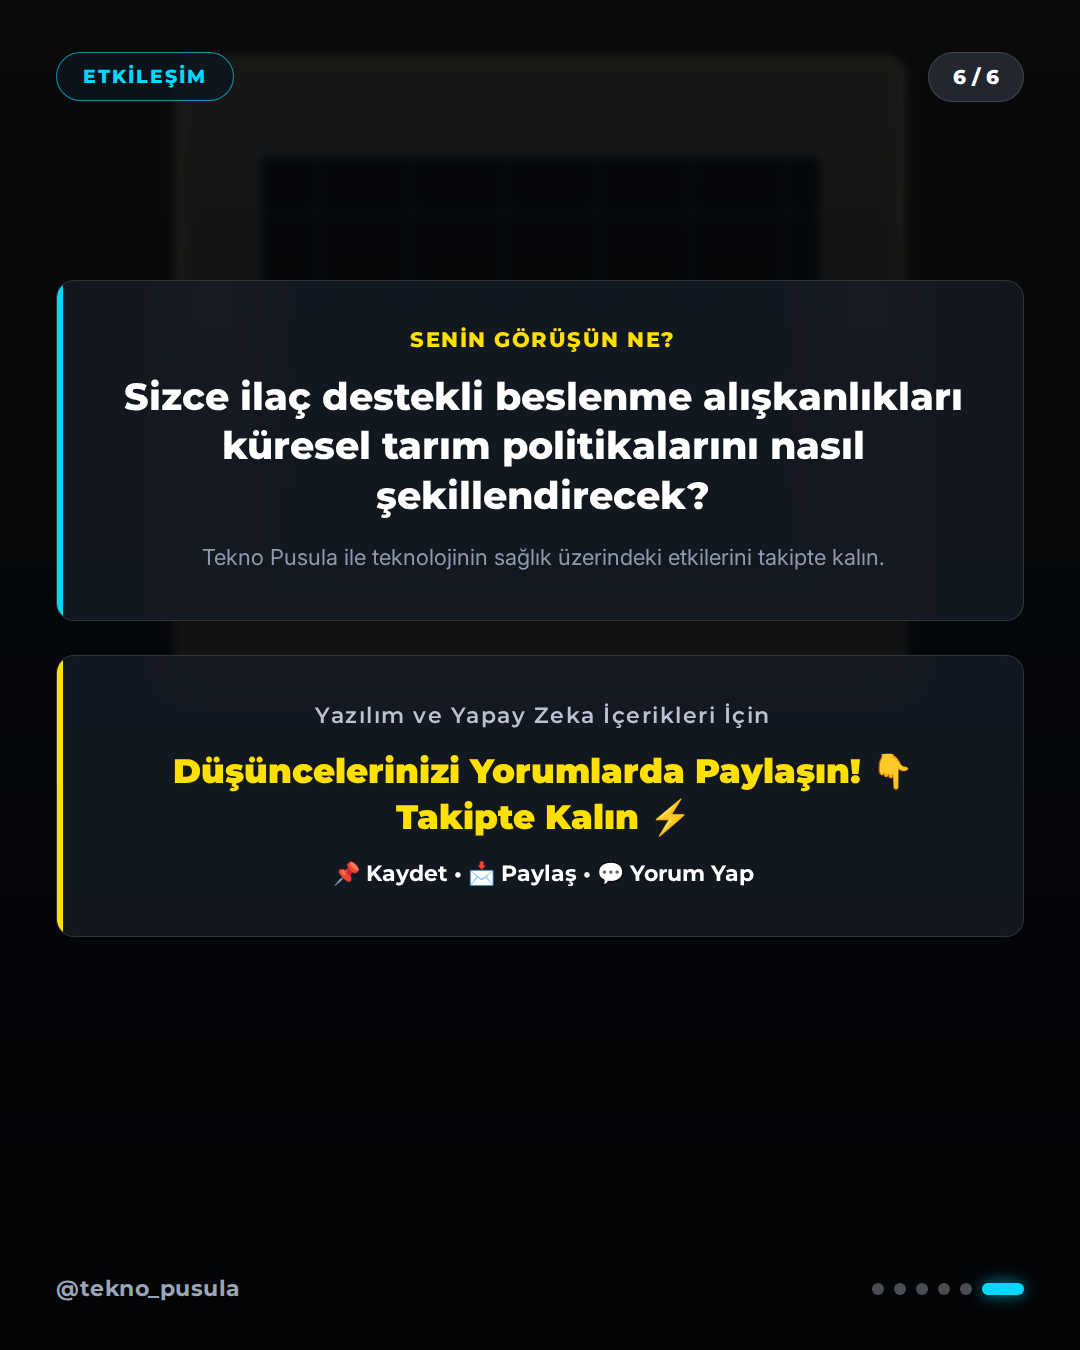 ETKİLEŞİM
6 / 6
SENİN GÖRÜŞÜN NE?
Sizce ilaç destekli beslenme alışkanlıkları
küresel tarım politikalarını nasıl
şekillendirecek?
Tekno Pusula ile teknolojinin sağlık üzerindeki etkilerini takipte kalın.
Yazılım ve Yapay Zeka İçerikleri İçin
Düşüncelerinizi Yorumlarda Paylaşın! 👇
Takipte Kalın ⚡
📌 Kaydet • 📩 Paylaş • 💬 Yorum Yap
@tekno_pusula